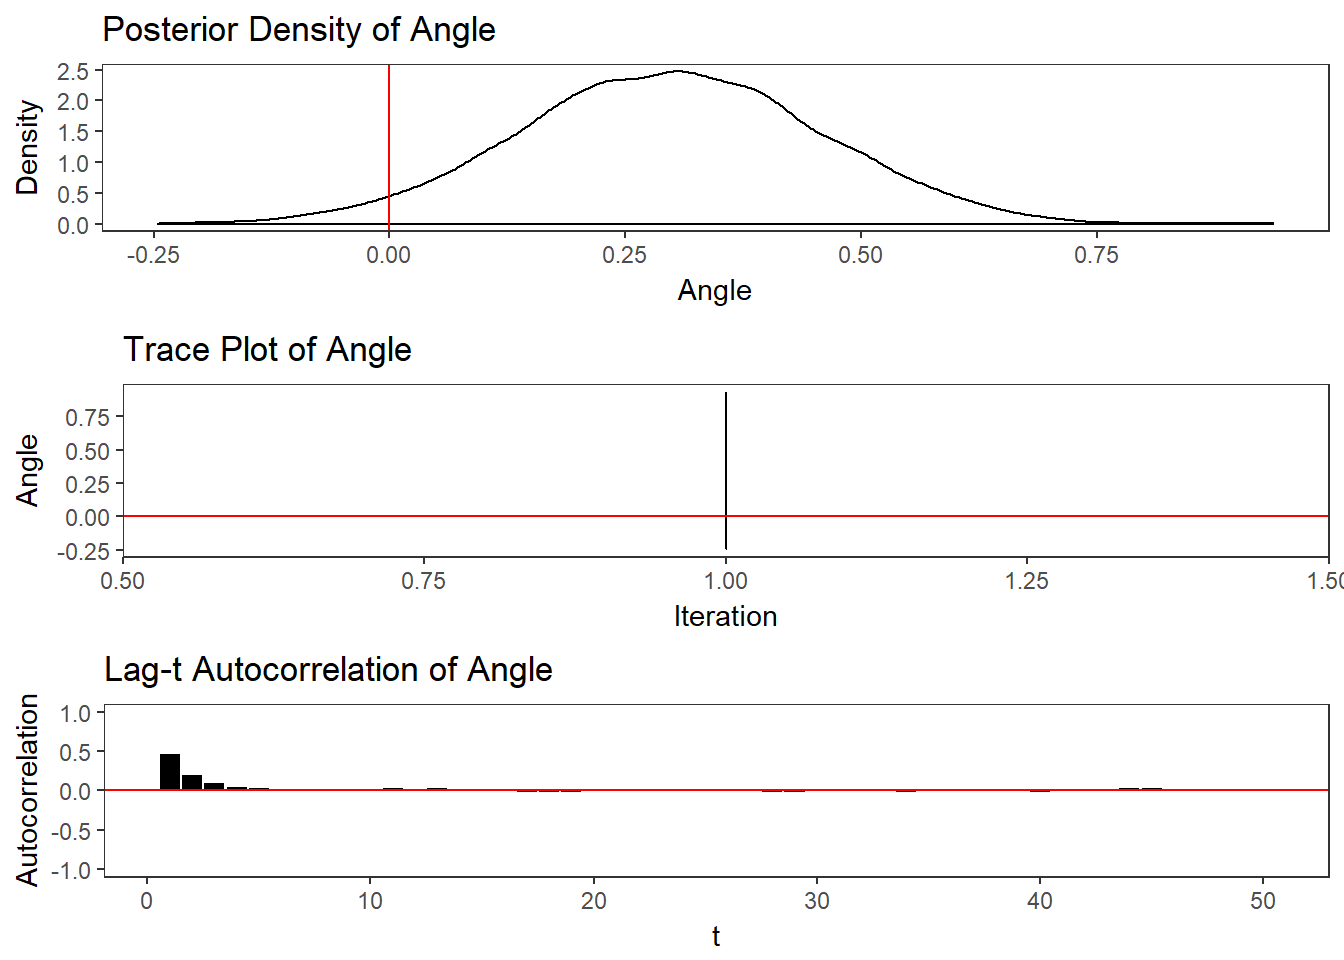 Posterior Density of Angle
Density
2.5
2.0
1.5
1.0
0.5
0.0
-0.25 0.00 0.25 0.50 0.75
Angle
Trace Plot of Angle
Angle
0.75
0.50
0.25
0.00
-0.25
0.50 0.75 1.00 1.25 1.50
Iteration
Lag-t Autocorrelation of Angle
Autocorrelation
1.0
0.5
0.0
-0.5
-1.0
0 10 20 30 40 50
t